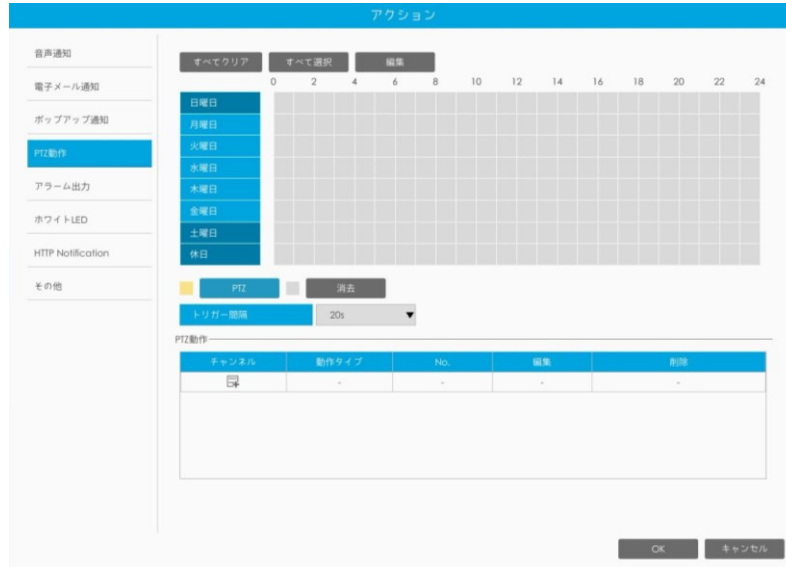 アクション
音声通知
電子メール通知
ポップアップ通知
PTZ動作
アラーム出力
ホワイトLED
HTTP Notification
その他
すべてクリア すべて選択 編集
0 2 4 6 8 10 12 14 16 18 20 22 24
日曜日
月曜日
火曜日
水曜日
木曜日
金曜日
土曜日
休日
PTZ 消去
トリガー間隔 20s
PTZ動作
チャンネル 動作タイプ No. 編集 削除
- - - -
OK キャンセル